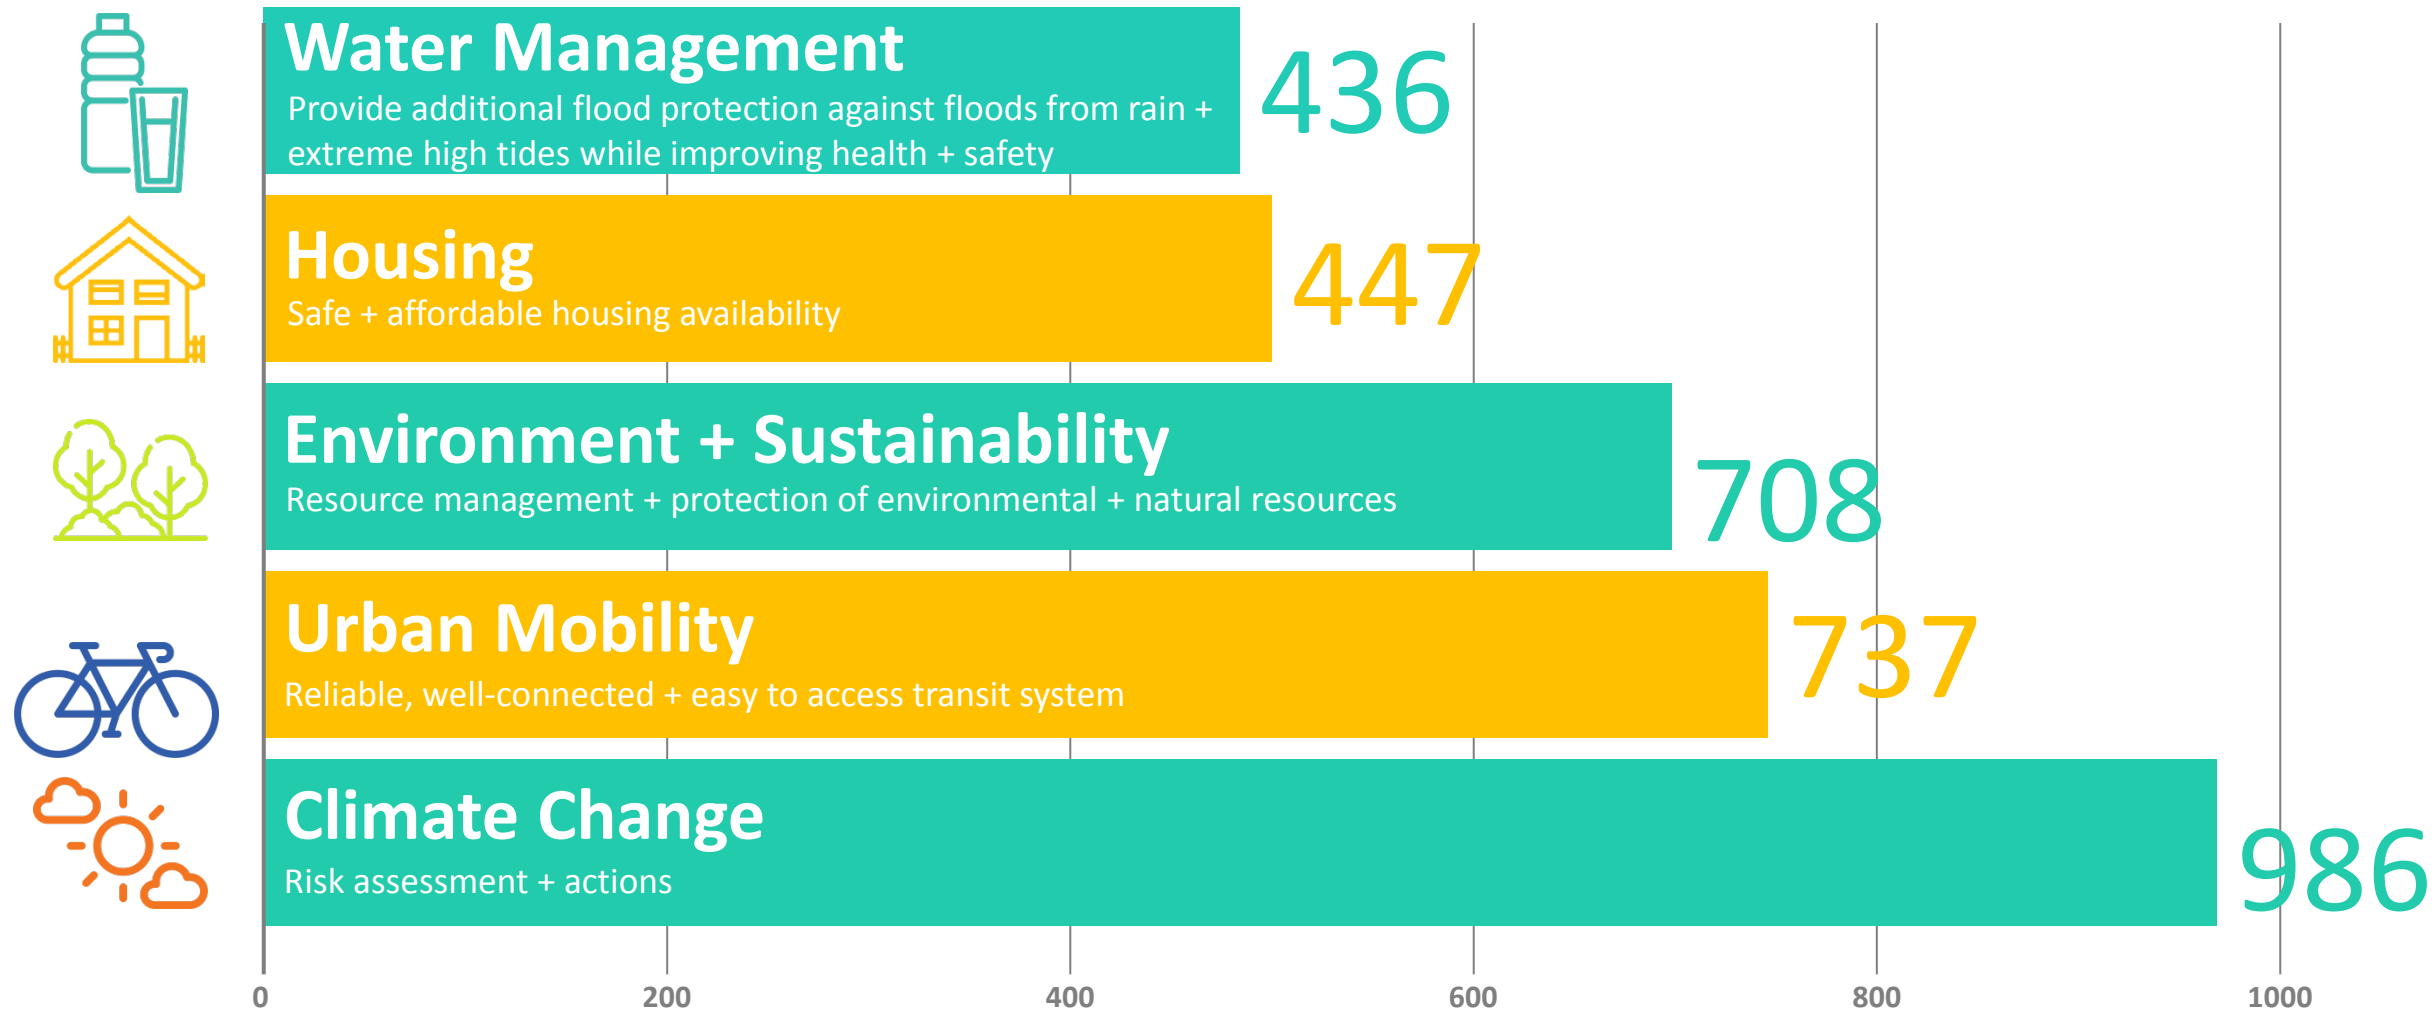 Water Management
Provide additional flood protection against floods from rain +
extreme high tides while improving health + safety
436
Housing
Safe + affordable housing availability
447
Environment + Sustainability
Resource management + protection of environmental + natural resources
708
Urban Mobility
Reliable, well-connected + easy to access transit system
737
Climate Change
Risk assessment + actions
986
0 200 400 600 800 1000